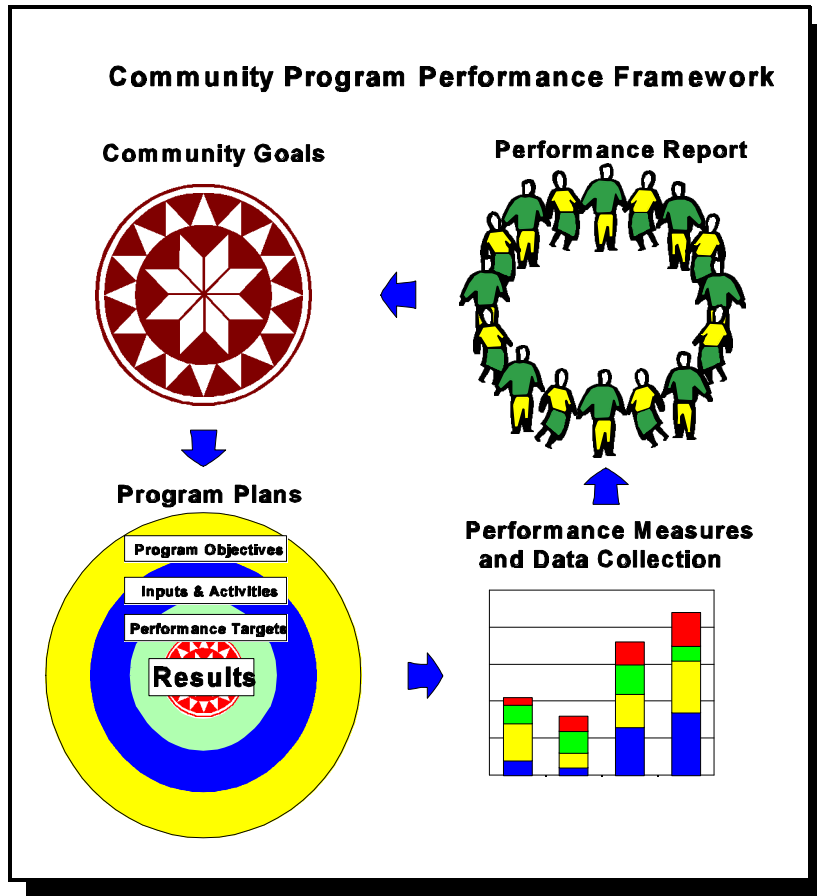 Community Program Performance Framework
Community Goals
Performance Report
Program Plans
Program Objectives
Inputs & Activities
Performance Targets
Results
Performance Measures
and Data Collection